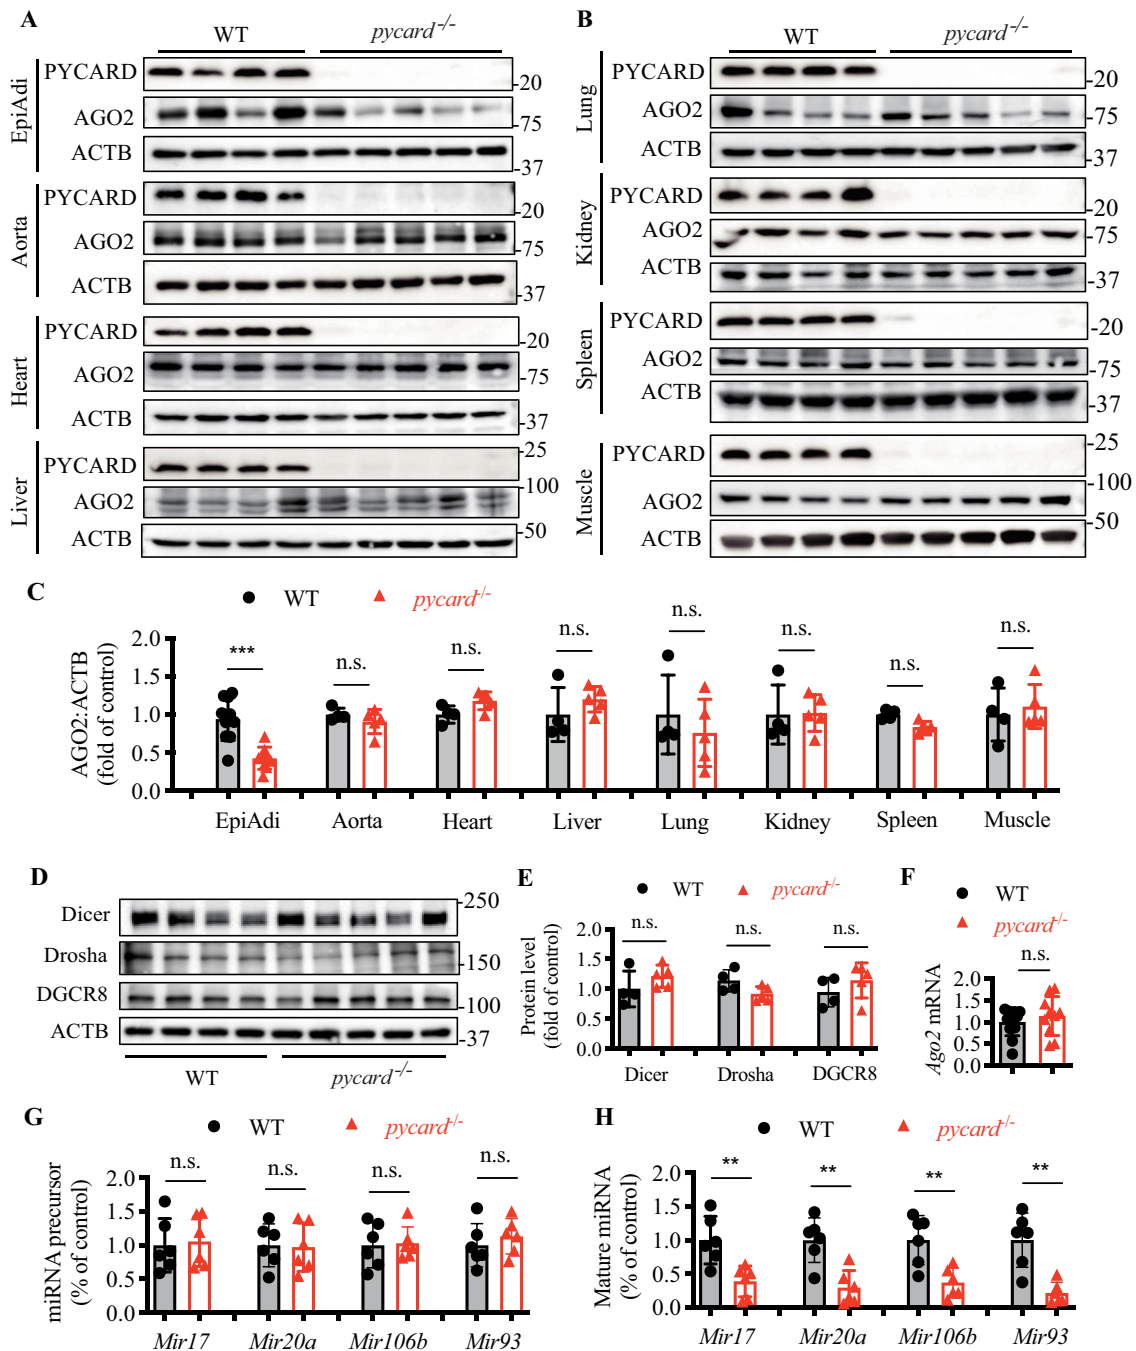 A
WT pycard-/-
EpiAdi
PYCARD -20
AGO2 -75
ACTB -37
Aorta
PYCARD -20
AGO2 -75
ACTB -37
Heart
PYCARD -20
AGO2 -75
ACTB -37
Liver
PYCARD -25
AGO2 -100
ACTB -50
B
WT pycard-/-
Lung
PYCARD -20
AGO2 -75
ACTB -37
Kidney
PYCARD -20
AGO2 -75
ACTB -37
Spleen
PYCARD -20
AGO2 -75
ACTB -37
Muscle
PYCARD -25
AGO2 -100
ACTB -50
C
WT pycard-/-
AGO2:ACTB
(fold of control)
2.0
1.5
1.0
0.5
0.0
*** n.s. n.s. n.s. n.s. n.s. n.s. n.s.
EpiAdi Aorta Heart Liver Lung Kidney Spleen Muscle
D
Dicer -250
Drosha -150
DGCR8 -100
ACTB -37
WT pycard-/-
E
WT pycard-/-
Protein level
(fold of control)
2.0
1.5
1.0
0.5
0.0
n.s. n.s. n.s.
Dicer Drosha DGCR8
F
WT
pycard-/-
n.s.
Ago2 mRNA
2.0
1.5
1.0
0.5
0.0
G
WT pycard-/-
miRNA precursor
(% of control)
2.0
1.5
1.0
0.5
0.0
n.s. n.s. n.s. n.s.
Mir17 Mir20a Mir106b Mir93
H
WT pycard-/-
Mature miRNA
(% of control)
2.0
1.5
1.0
0.5
0.0
** ** ** **
Mir17 Mir20a Mir106b Mir93